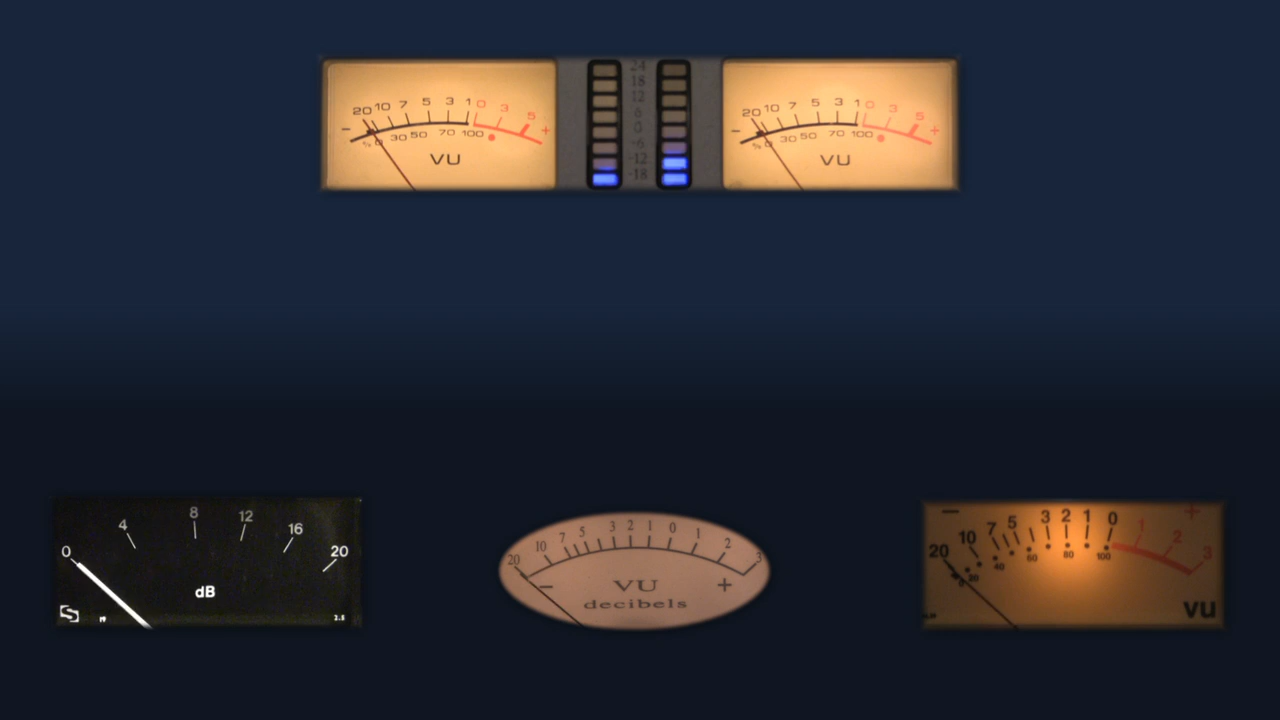 20 10 7 5 3 1 0 3 5
- % 0 30 50 70 100 +
VU
24
18
12
6
0
-6
-12
-18
20 10 7 5 3 1 0 3 5
- % 0 30 50 70 100 +
VU
0 4 8 12 16 20
dB
20 10 7 5 3 2 1 0 1 2 3
- VU +
decibels
- +
20 10 7 5 3 2 1 0 1 2 3
0 20 40 60 80 100
vu